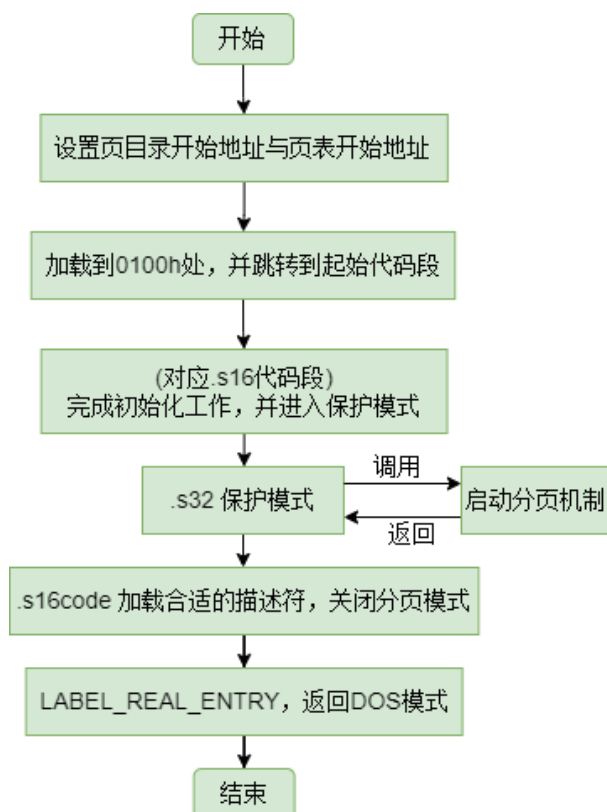 开始
设置页目录开始地址与页表开始地址
加载到0100h处，并跳转到起始代码段
(对应.s16代码段)
完成初始化工作，并进入保护模式
.s32 保护模式
调用
启动分页机制
返回
.s16code 加载合适的描述符，关闭分页模式
LABEL_REAL_ENTRY，返回DOS模式
结束